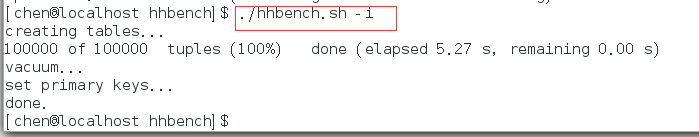 [chen@localhost hhbench]$ ./hhbench.sh -i
creating tables...
100000 of 100000 tuples (100%) done (elapsed 5.27 s, remaining 0.00 s)
vacuum...
set primary keys...
done.
[chen@localhost hhbench]$